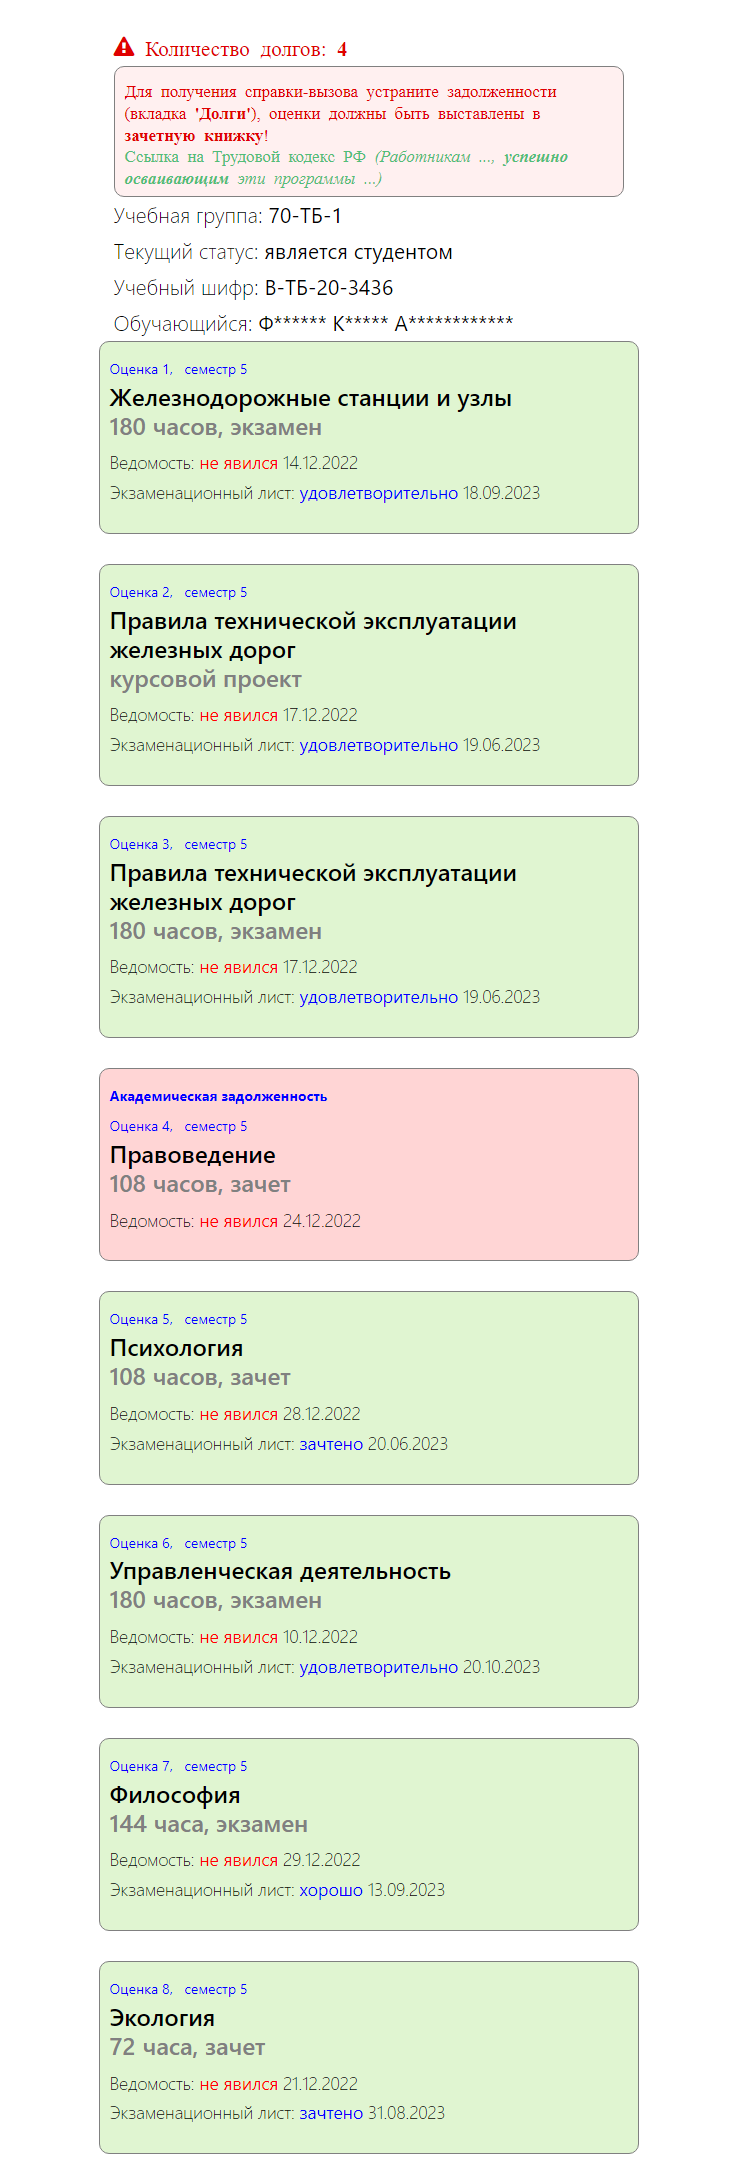 Количество долгов: 4
Для получения справки-вызова устраните задолженности
(вкладка 'Долги'), оценки должны быть выставлены в
зачетную книжку!
Ссылка на Трудовой кодекс РФ (Работникам ..., успешно
осваивающим эти программы ...)
Учебная группа: 70-ТБ-1
Текущий статус: является студентом
Учебный шифр: В-ТБ-20-3436
Обучающийся: Ф****** К***** А************
Оценка 1, семестр 5
Железнодорожные станции и узлы
180 часов, экзамен
Ведомость: не явился 14.12.2022
Экзаменационный лист: удовлетворительно 18.09.2023
Оценка 2, семестр 5
Правила технической эксплуатации
железных дорог
курсовой проект
Ведомость: не явился 17.12.2022
Экзаменационный лист: удовлетворительно 19.06.2023
Оценка 3, семестр 5
Правила технической эксплуатации
железных дорог
180 часов, экзамен
Ведомость: не явился 17.12.2022
Экзаменационный лист: удовлетворительно 19.06.2023
Академическая задолженность
Оценка 4, семестр 5
Правоведение
108 часов, зачет
Ведомость: не явился 24.12.2022
Оценка 5, семестр 5
Психология
108 часов, зачет
Ведомость: не явился 28.12.2022
Экзаменационный лист: зачтено 20.06.2023
Оценка 6, семестр 5
Управленческая деятельность
180 часов, экзамен
Ведомость: не явился 10.12.2022
Экзаменационный лист: удовлетворительно 20.10.2023
Оценка 7, семестр 5
Философия
144 часа, экзамен
Ведомость: не явился 29.12.2022
Экзаменационный лист: хорошо 13.09.2023
Оценка 8, семестр 5
Экология
72 часа, зачет
Ведомость: не явился 21.12.2022
Экзаменационный лист: зачтено 31.08.2023